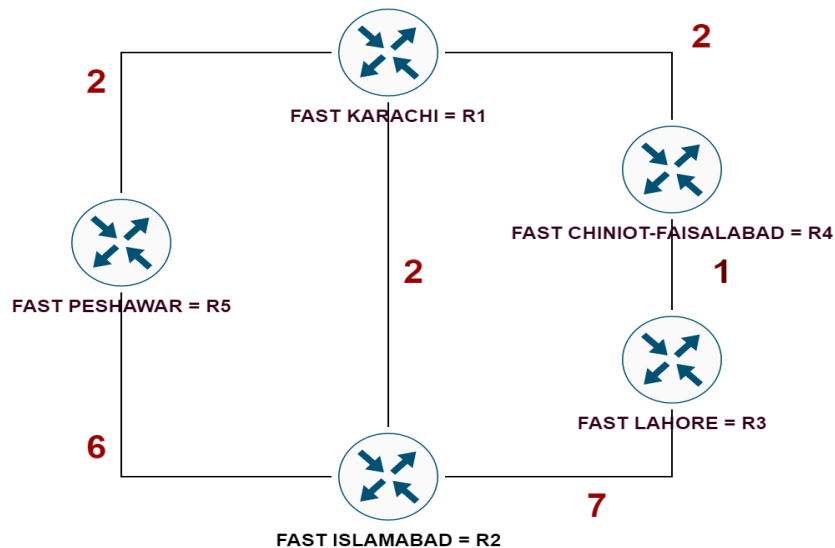 2
2
FAST KARACHI = R1
FAST CHINIOT-FAISALABAD = R4
2
1
FAST PESHAWAR = R5
FAST LAHORE = R3
6
7
FAST ISLAMABAD = R2